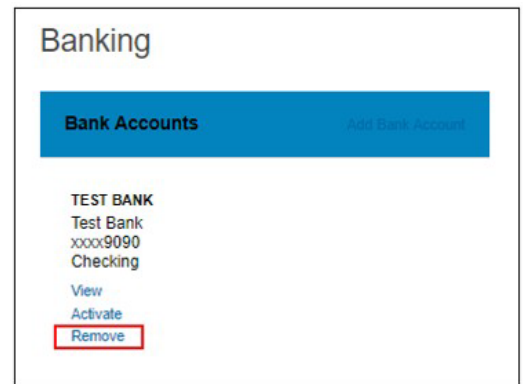 Banking
Bank Accounts Add Bank Account
TEST BANK
Test Bank
xxxx9090
Checking
View
Activate
Remove